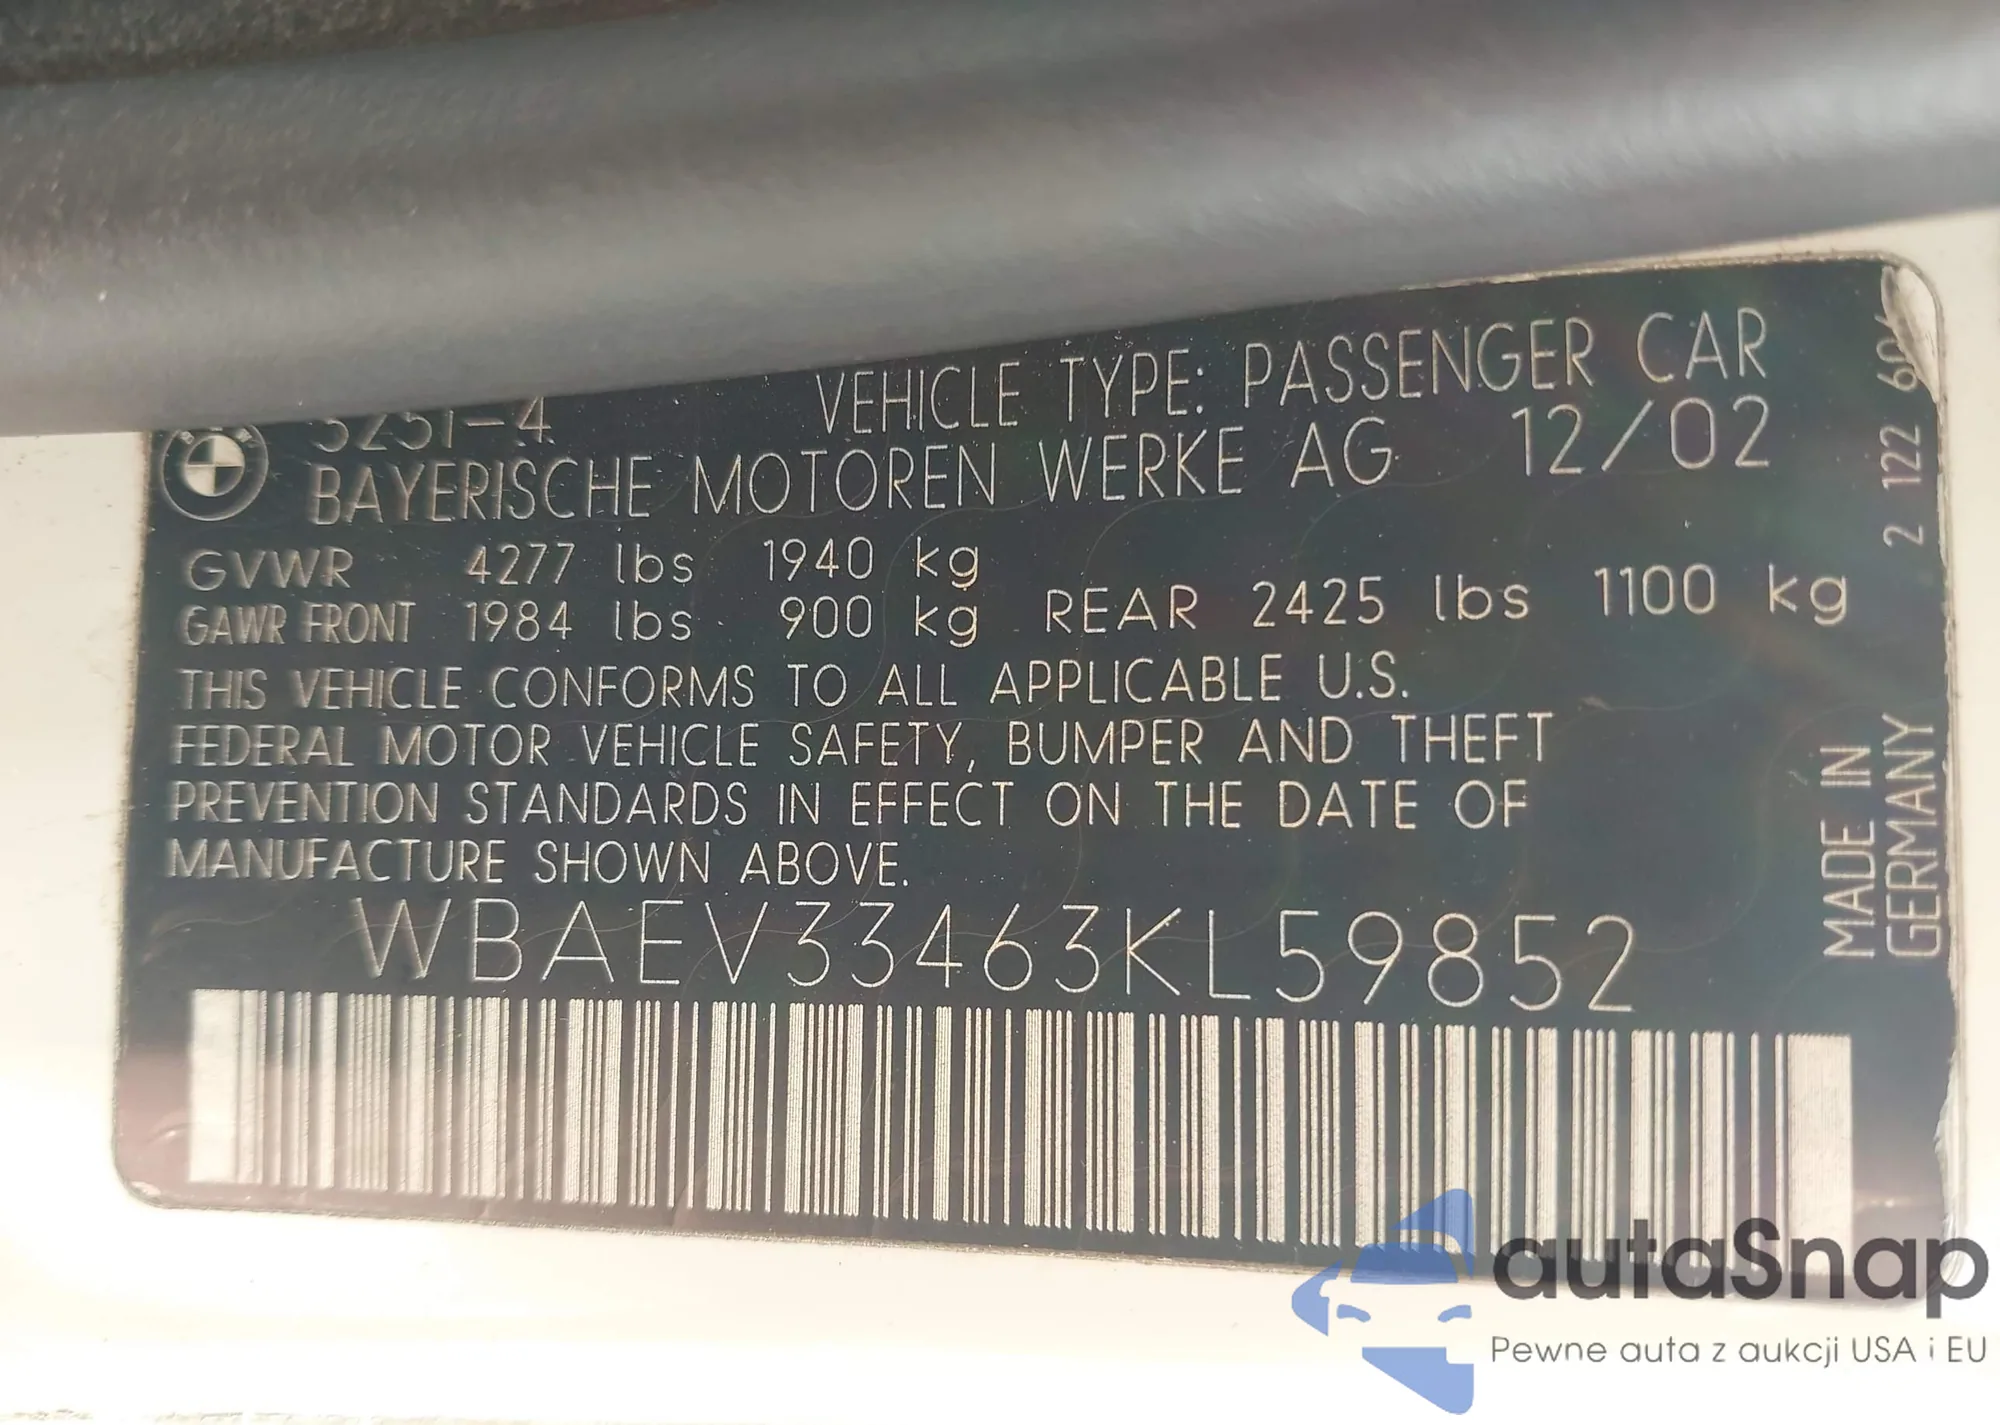 VEHICLE TYPE: PASSENGER CAR
BAYERISCHE MOTOREN WERKE AG 12/02
GVWR 4277 lbs 1940 kg
GAWR FRONT 1984 lbs 900 kg REAR 2425 lbs 1100 kg
THIS VEHICLE CONFORMS TO ALL APPLICABLE U.S.
FEDERAL MOTOR VEHICLE SAFETY, BUMPER AND THEFT
PREVENTION STANDARDS IN EFFECT ON THE DATE OF
MANUFACTURE SHOWN ABOVE.
WBAEV33463KL59852
2 122
MADE IN
GERMANY
autaSnap
Pewne auta z aukcji USA i EU